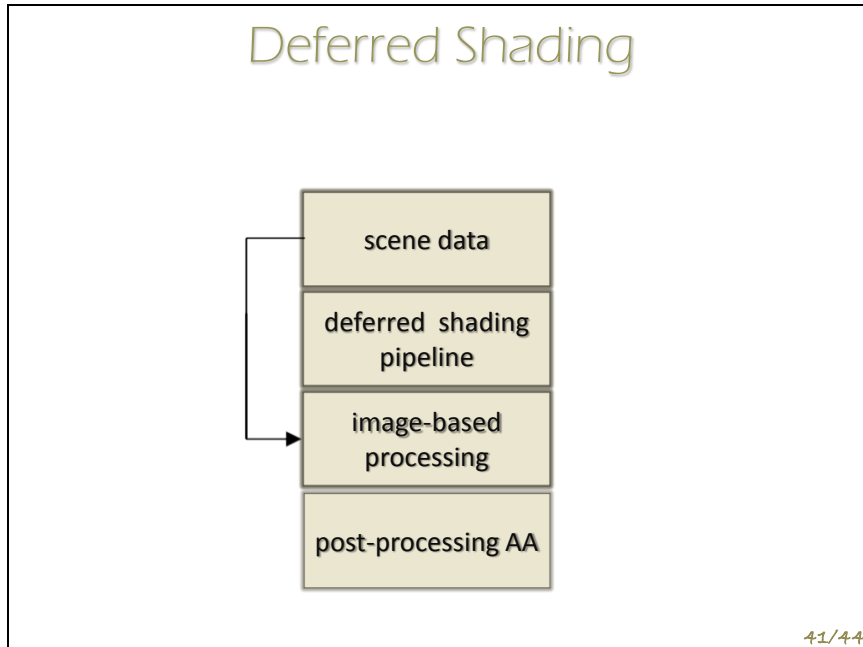 Deferred Shading
scene data
deferred shading
pipeline
image-based
processing
post-processing AA
41/44